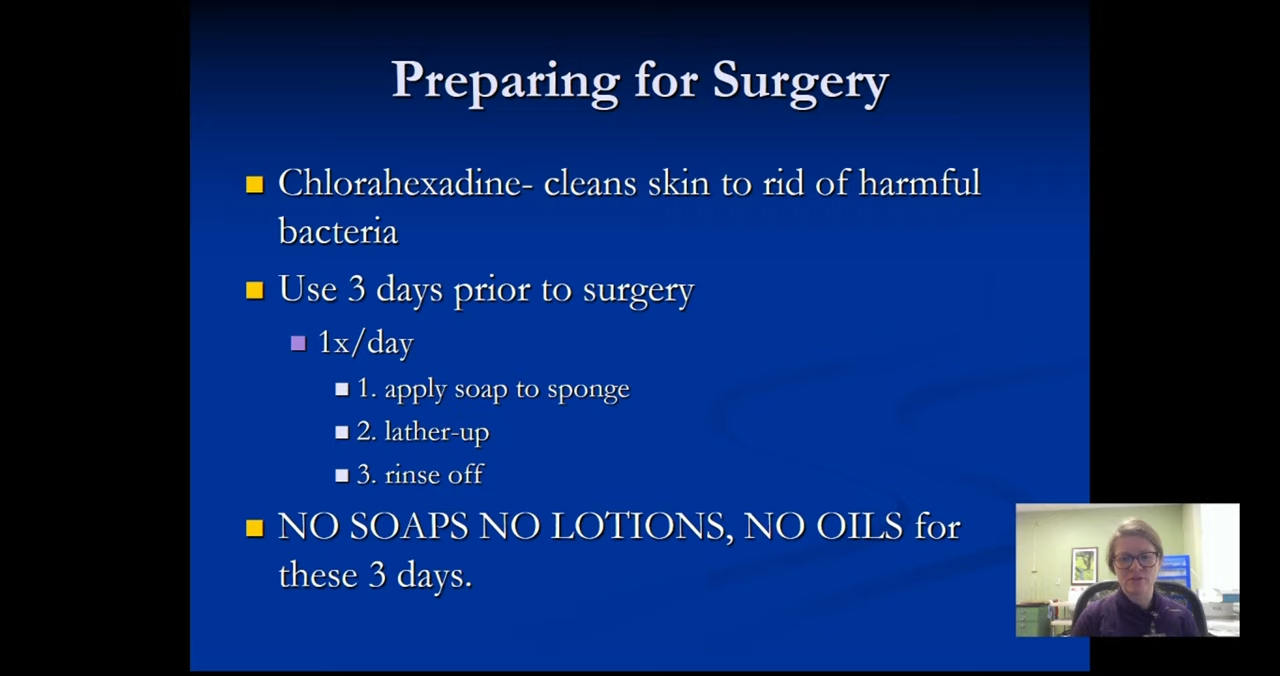 Preparing for Surgery
Chlorahexadine- cleans skin to rid of harmful
bacteria
Use 3 days prior to surgery
1x/day
1. apply soap to sponge
2. lather-up
3. rinse off
NO SOAPS NO LOTIONS, NO OILS for
these 3 days.